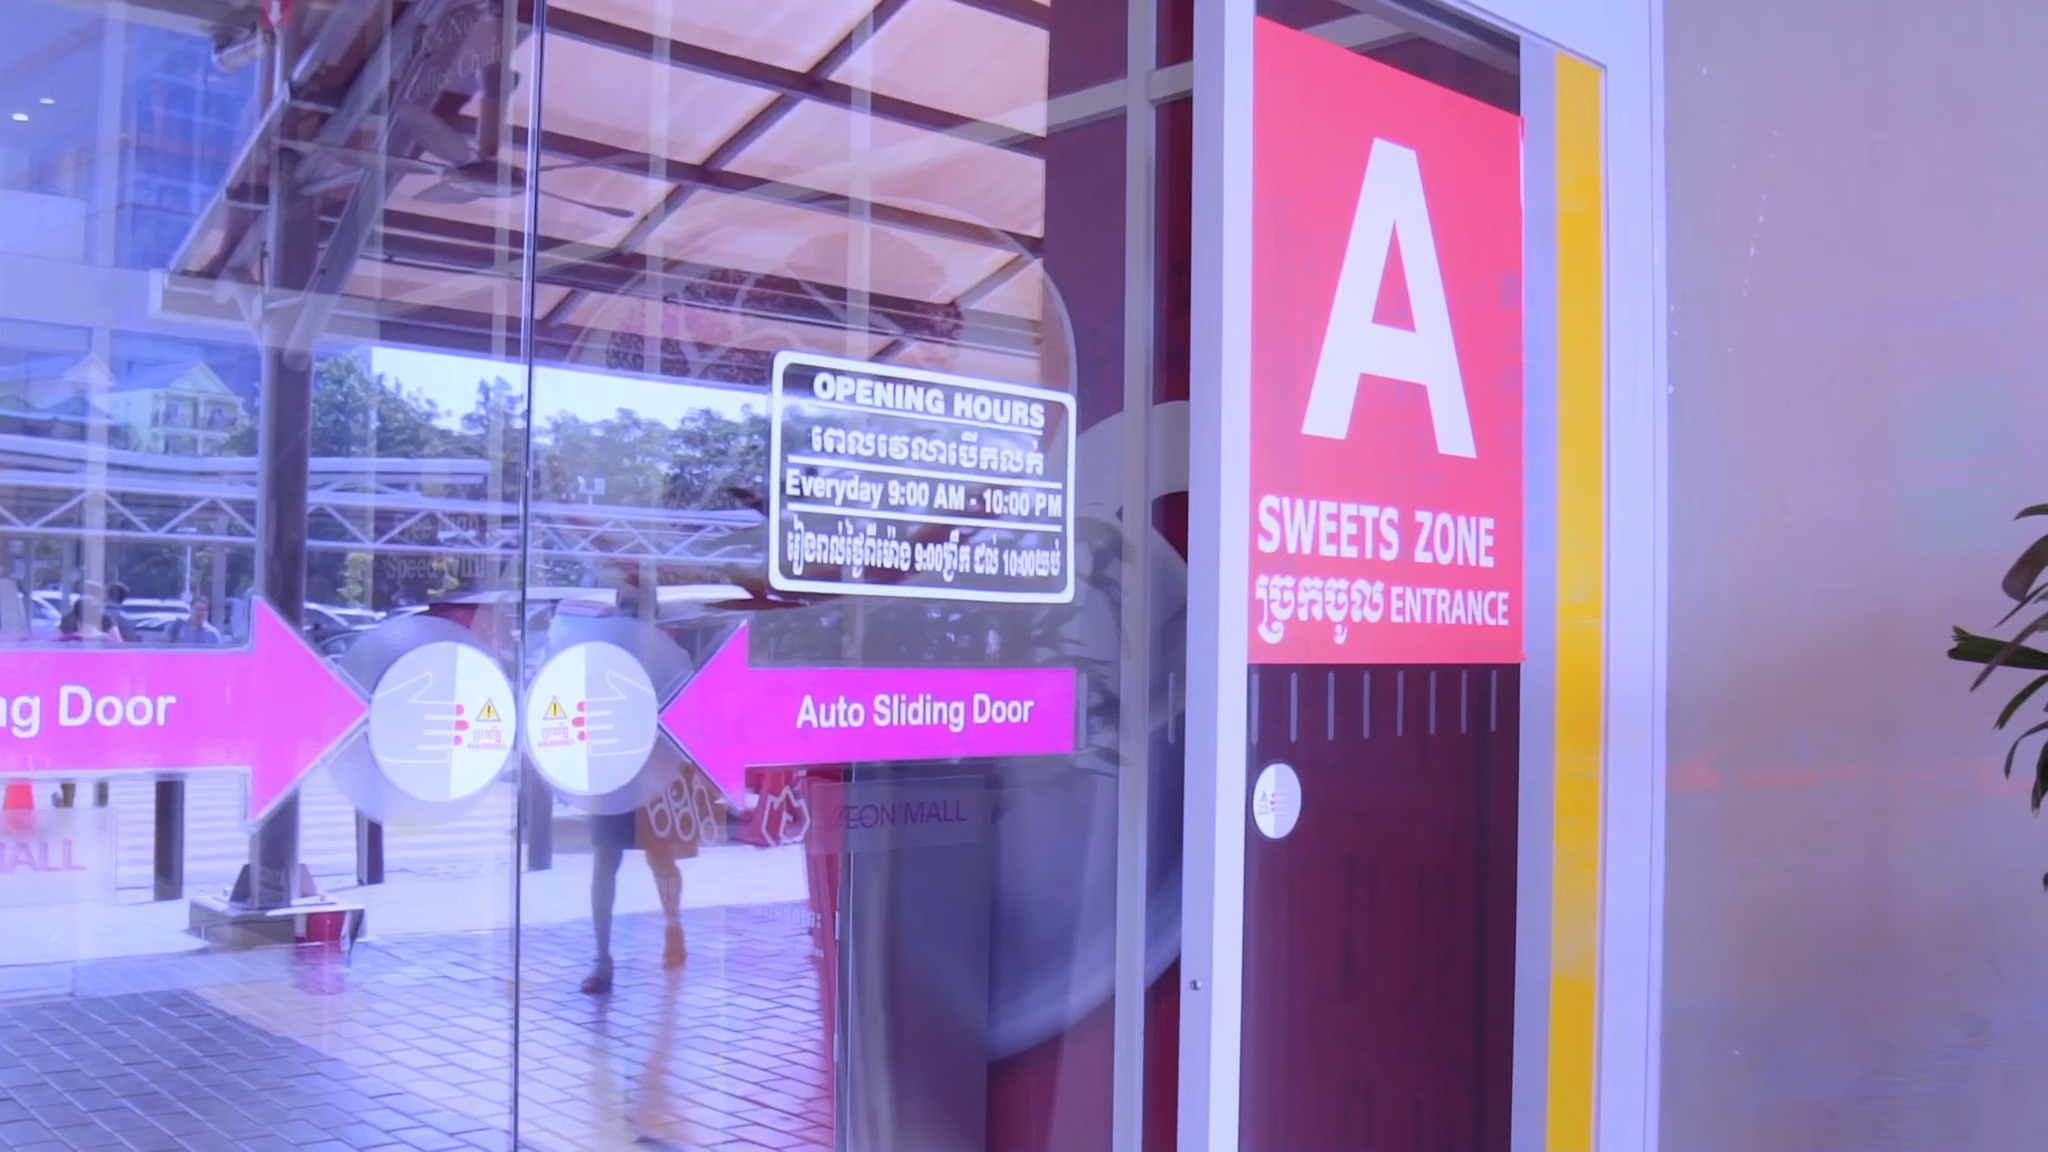 OPENING HOURS
ពេលវេលាបើកលក់
Everyday 9:00 AM - 10:00 PM
រៀងរាល់ថ្ងៃពីម៉ោង 9:00ព្រឹក ដល់ 10:00យប់
A
SWEETS ZONE
ច្រកចូល ENTRANCE
ng Door
Auto Sliding Door
ÆON MALL
MALL